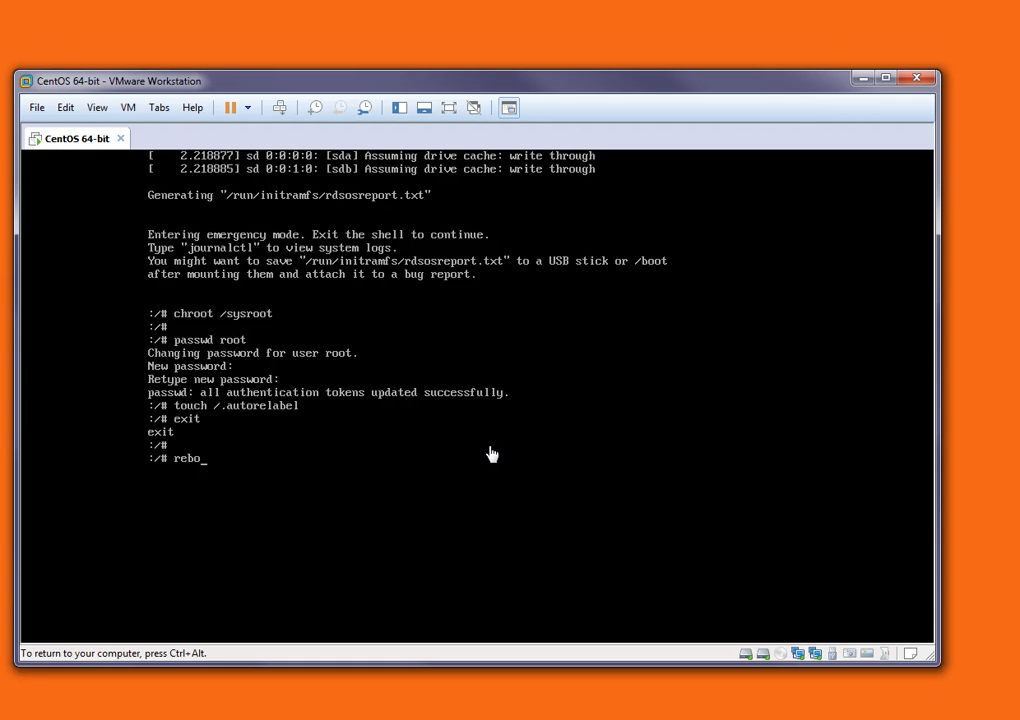 CentOS 64-bit - VMware Workstation
File Edit View VM Tabs Help
CentOS 64-bit
[    2.218877] sd 0:0:0:0: [sda] Assuming drive cache: write through
[    2.218885] sd 0:0:1:0: [sdb] Assuming drive cache: write through
Generating "/run/initramfs/rdsosreport.txt"
Entering emergency mode. Exit the shell to continue.
Type "journalctl" to view system logs.
You might want to save "/run/initramfs/rdsosreport.txt" to a USB stick or /boot
after mounting them and attach it to a bug report.
:/# chroot /sysroot
:/#
:/# passwd root
Changing password for user root.
New password:
Retype new password:
passwd: all authentication tokens updated successfully.
:/# touch /.autorelabel
:/# exit
exit
:/#
:/# rebo_
To return to your computer, press Ctrl+Alt.